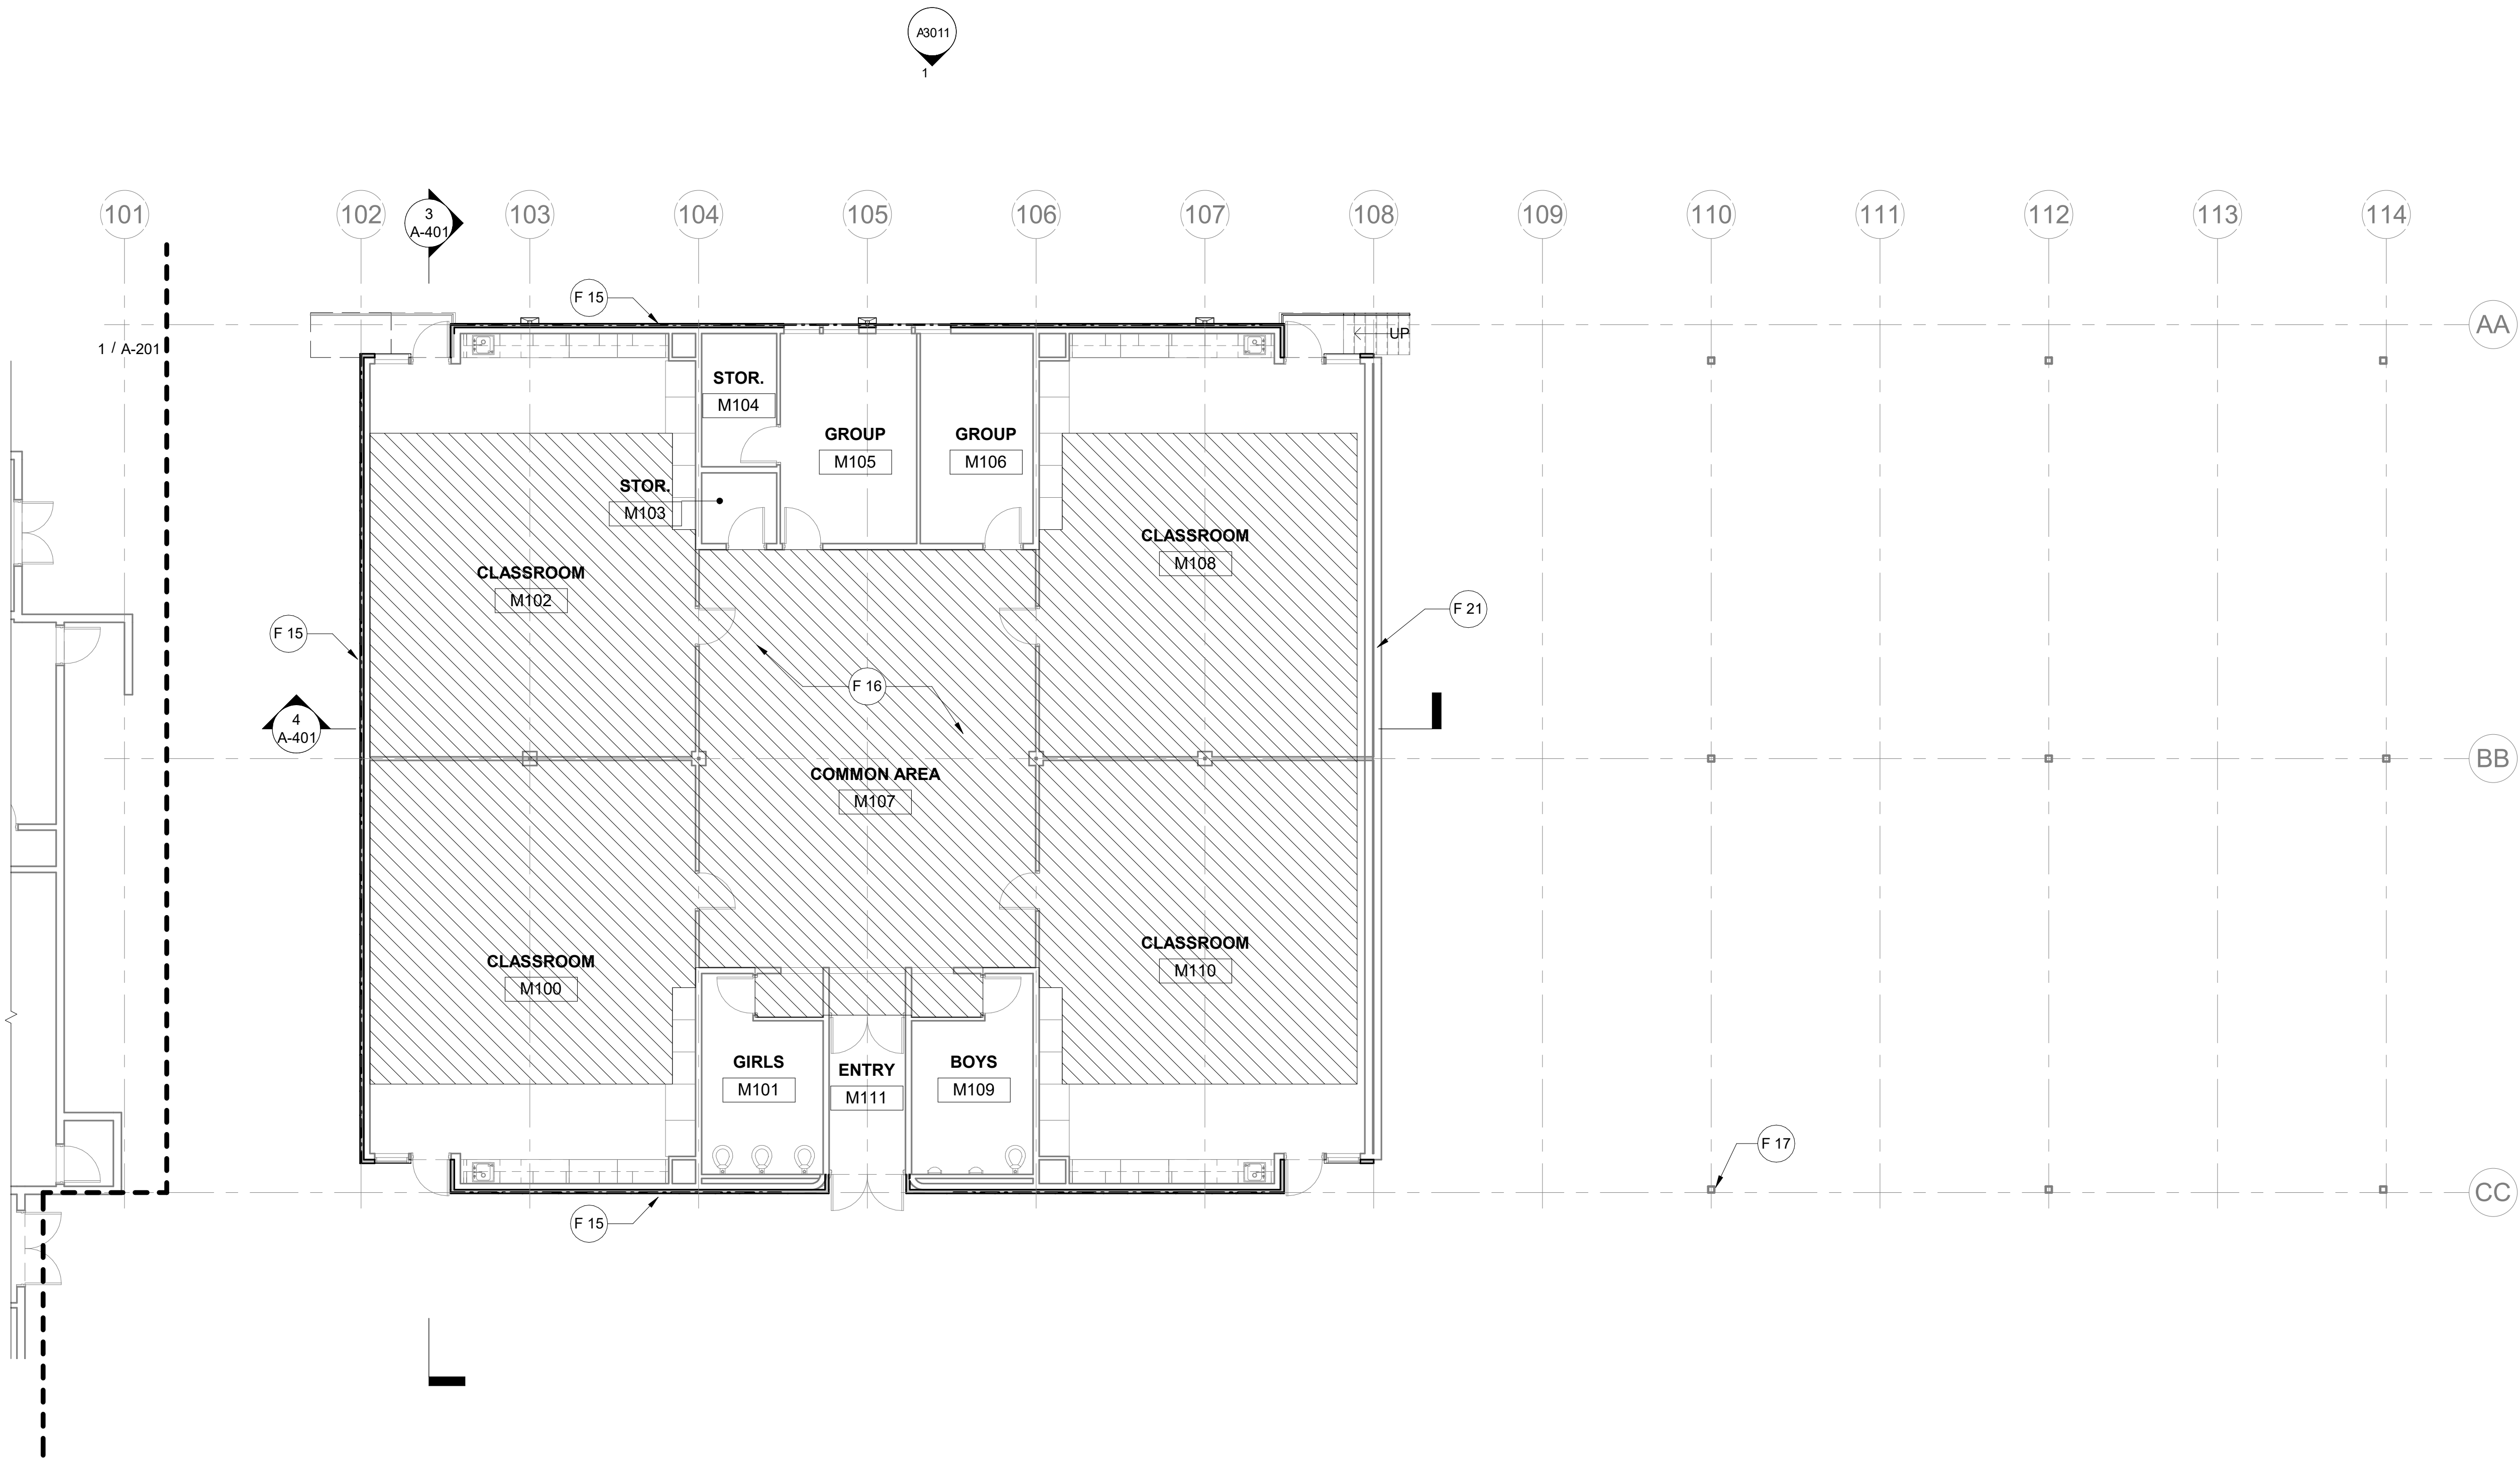 A3011
1
101
102
103
104
105
106
107
108
109
110
111
112
113
114
3
A-401
F 15
AA
UP
1 / A-201
STOR.
M104
GROUP
M105
GROUP
M106
STOR.
M103
CLASSROOM
M108
CLASSROOM
M102
F 21
F 15
F 16
4
A-401
BB
COMMON AREA
M107
CLASSROOM
M110
CLASSROOM
M100
GIRLS
M101
ENTRY
M111
BOYS
M109
F 17
CC
F 15